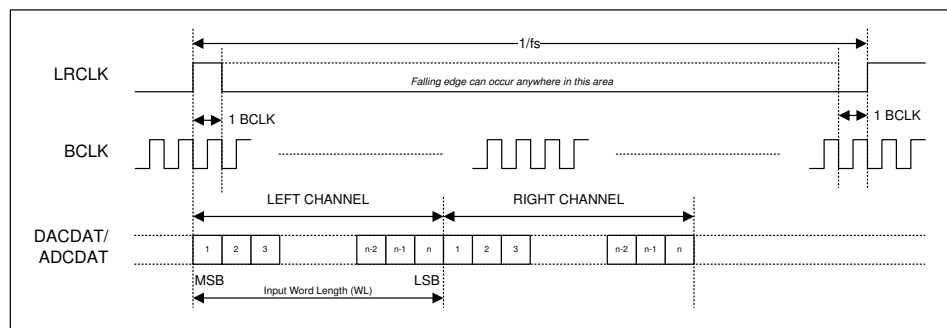 1/fs
LRCLK
Falling edge can occur anywhere in this area
1 BCLK
1 BCLK
BCLK
LEFT CHANNEL
RIGHT CHANNEL
DACDAT/
ADCDAT
1 2 3 n-2 n-1 n 1 2 3 n-2 n-1 n
MSB
LSB
Input Word Length (WL)